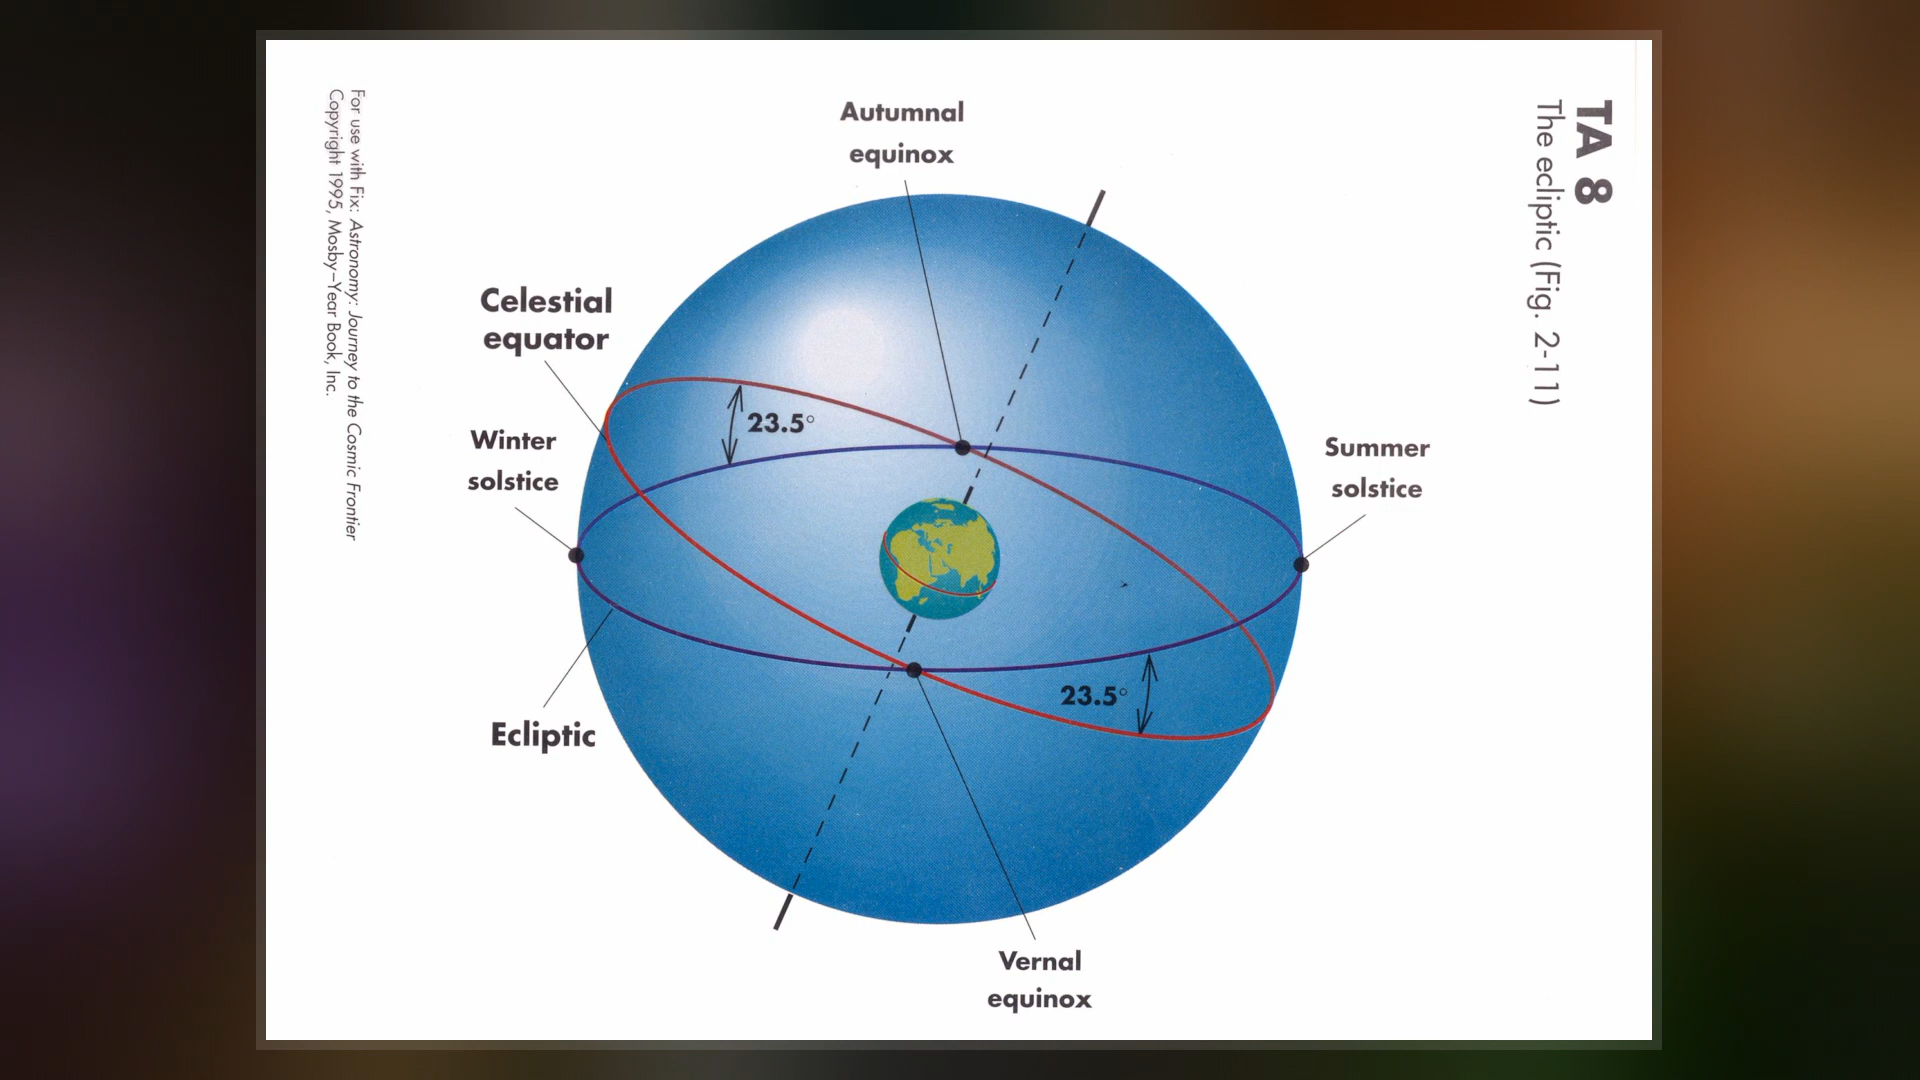 TA 8
The ecliptic (Fig. 2-11)
Autumnal
equinox
Celestial
equator
23.5°
Winter
solstice
Summer
solstice
23.5°
Ecliptic
Vernal
equinox
For use with Fix: Astronomy: Journey to the Cosmic Frontier
Copyright 1995, Mosby–Year Book, Inc.